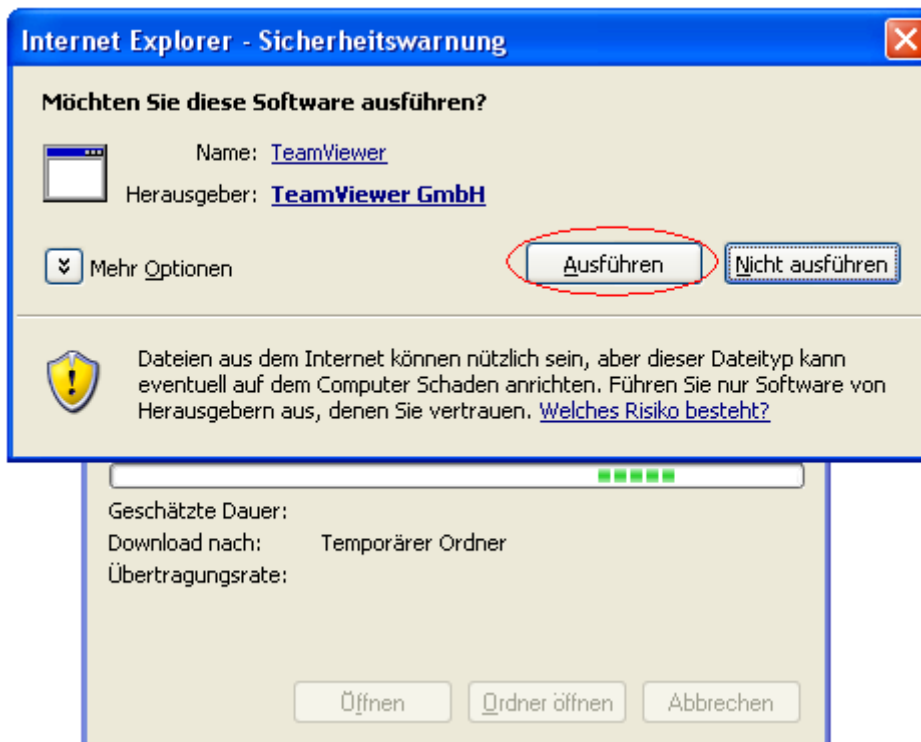 Internet Explorer - Sicherheitswarnung
Möchten Sie diese Software ausführen?
Name: TeamViewer
Herausgeber: TeamViewer GmbH
Mehr Optionen
Ausführen
Nicht ausführen
Dateien aus dem Internet können nützlich sein, aber dieser Dateityp kann
eventuell auf dem Computer Schaden anrichten. Führen Sie nur Software von
Herausgebern aus, denen Sie vertrauen. Welches Risiko besteht?
Geschätzte Dauer:
Download nach: Temporärer Ordner
Übertragungsrate:
Öffnen
Ordner öffnen
Abbrechen